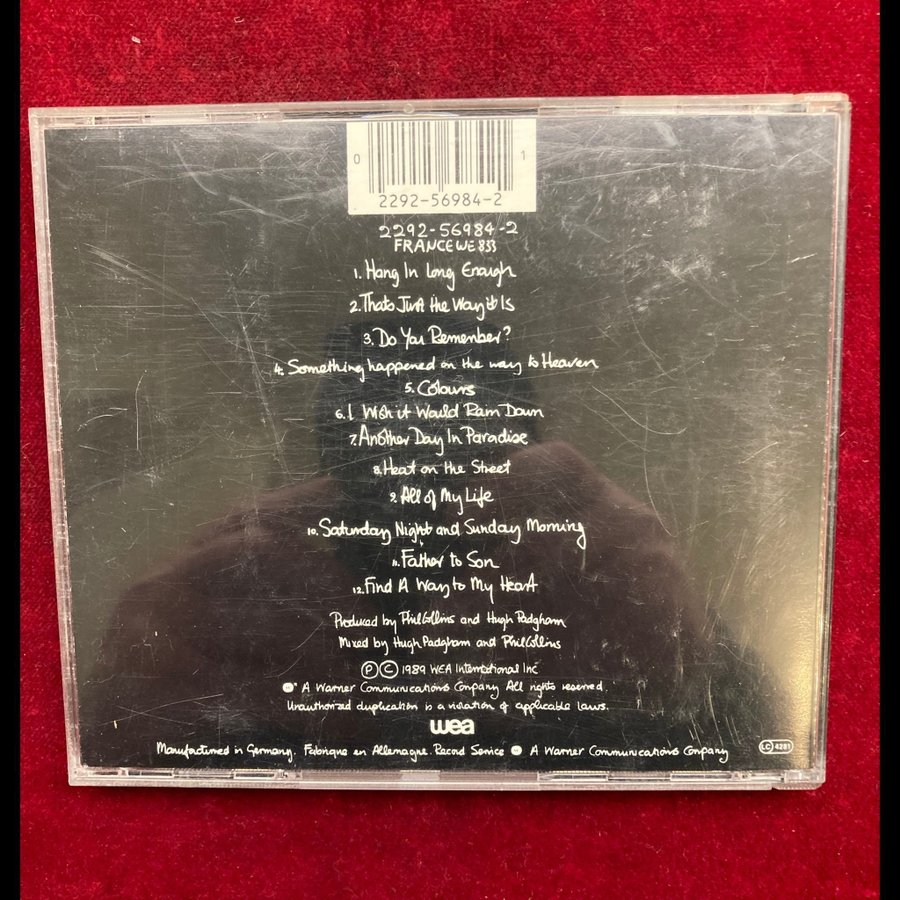 0 1
2292-56984-2
2292-56984-2
FRANCE WE 833
1. Hang In Long Enough
2. Thats Just the Way it Is
3. Do You Remember?
4. Something happened on the way to Heaven
5. Colours
6. I Wish it Would Rain Down
7. Another Day In Paradise
8. Heat on the Street
9. All of My Life
10. Saturday Night and Sunday Morning
11. Father to Son
12. Find A Way to My Heart
Produced by Phil Collins and Hugh Padgham
Mixed by Hugh Padgham and Phil Collins
Ⓟ Ⓒ 1989 WEA International Inc
A Warner Communications Company All rights reserved.
Unauthorized duplication is a violation of applicable laws.
wea
Manufactured in Germany. Fabrique en Allemagne. Record Service A Warner Communications Company
LC 4281